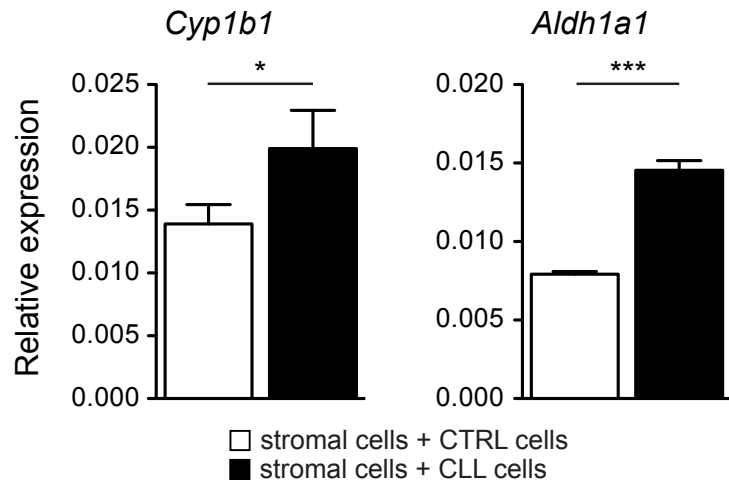 Cyp1b1
Aldh1a1
Relative expression
*
0.025
0.020
0.015
0.010
0.005
0.000
***
0.020
0.015
0.010
0.005
0.000
stromal cells + CTRL cells
stromal cells + CLL cells